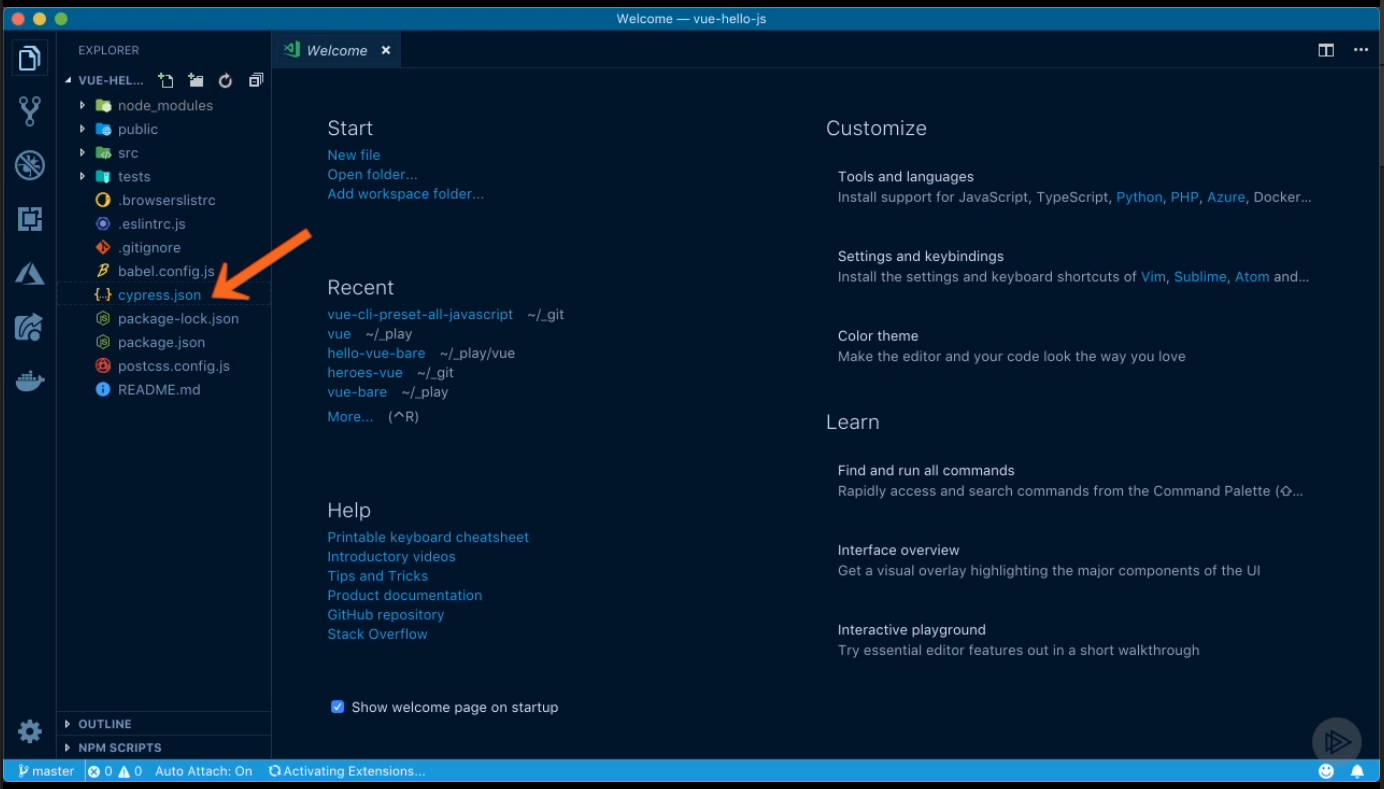 Welcome — vue-hello-js
EXPLORER
VUE-HEL...
node_modules
public
src
tests
.browserslistrc
.eslintrc.js
.gitignore
babel.config.js
cypress.json
package-lock.json
package.json
postcss.config.js
README.md
OUTLINE
NPM SCRIPTS
Welcome ×
Start
New file
Open folder...
Add workspace folder...
Recent
vue-cli-preset-all-javascript ~/_git
vue ~/_play
hello-vue-bare ~/_play/vue
heroes-vue ~/_git
vue-bare ~/_play
More... (^R)
Help
Printable keyboard cheatsheet
Introductory videos
Tips and Tricks
Product documentation
GitHub repository
Stack Overflow
Show welcome page on startup
Customize
Tools and languages
Install support for JavaScript, TypeScript, Python, PHP, Azure, Docker...
Settings and keybindings
Install the settings and keyboard shortcuts of Vim, Sublime, Atom and...
Color theme
Make the editor and your code look the way you love
Learn
Find and run all commands
Rapidly access and search commands from the Command Palette (⇧...
Interface overview
Get a visual overlay highlighting the major components of the UI
Interactive playground
Try essential editor features out in a short walkthrough
master 0 0 Auto Attach: On Activating Extensions...